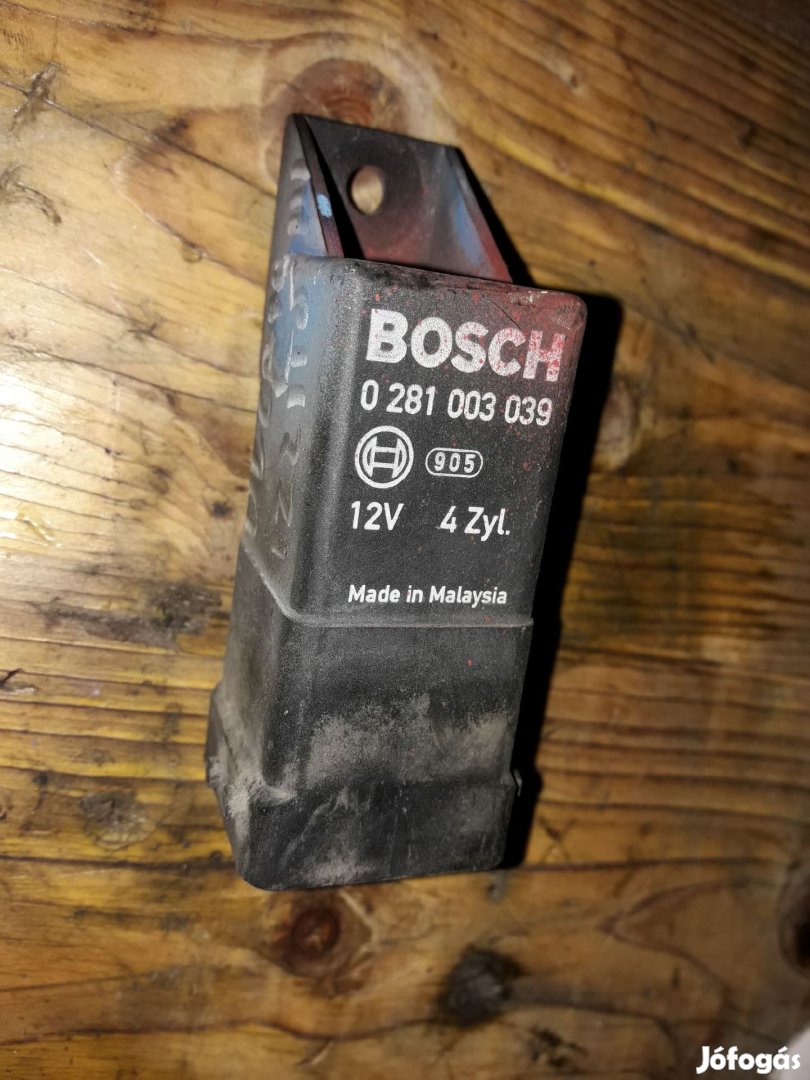 BOSCH
0 281 003 039
905
12V 4 Zyl.
Made in Malaysia
Jófogás